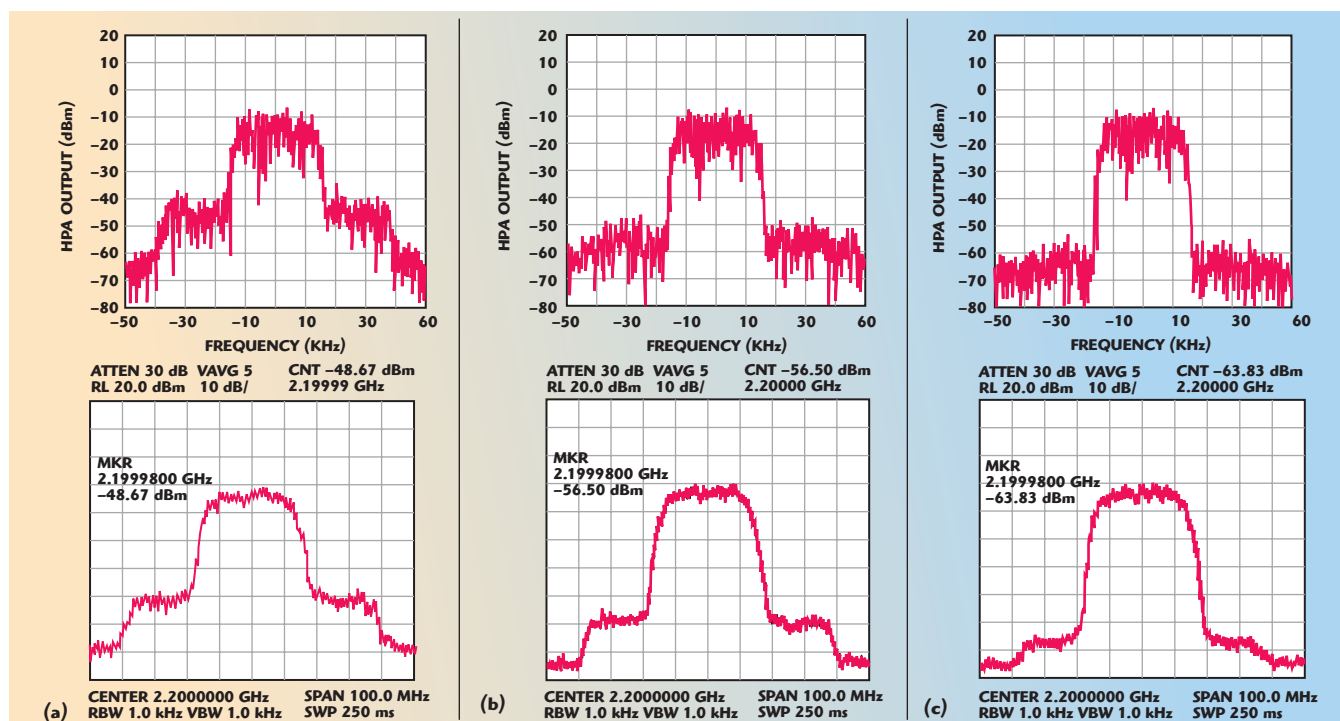 20
10
0
−10
−20
−30
−40
−50
−60
−70
−80
HPA OUTPUT (dBm)
−50 −30 −10 10 30 60
FREQUENCY (KHz)
ATTEN 30 dB VAVG 5 CNT −48.67 dBm
RL 20.0 dBm 10 dB/ 2.19999 GHz
MKR
2.1999800 GHz
−48.67 dBm
CENTER 2.2000000 GHz SPAN 100.0 MHz
RBW 1.0 kHz VBW 1.0 kHz SWP 250 ms
(a)
20
10
0
−10
−20
−30
−40
−50
−60
−70
−80
HPA OUTPUT (dBm)
−50 −30 −10 10 30 60
FREQUENCY (KHz)
ATTEN 30 dB VAVG 5 CNT −56.50 dBm
RL 20.0 dBm 10 dB/ 2.20000 GHz
MKR
2.1999800 GHz
−56.50 dBm
CENTER 2.2000000 GHz SPAN 100.0 MHz
RBW 1.0 kHz VBW 1.0 kHz SWP 250 ms
(b)
20
10
0
−10
−20
−30
−40
−50
−60
−70
−80
HPA OUTPUT (dBm)
−50 −30 −10 10 30 60
FREQUENCY (KHz)
ATTEN 30 dB VAVG 5 CNT −63.83 dBm
RL 20.0 dBm 10 dB/ 2.20000 GHz
MKR
2.1999800 GHz
−63.83 dBm
CENTER 2.2000000 GHz SPAN 100.0 MHz
RBW 1.0 kHz VBW 1.0 kHz SWP 250 ms
(c)